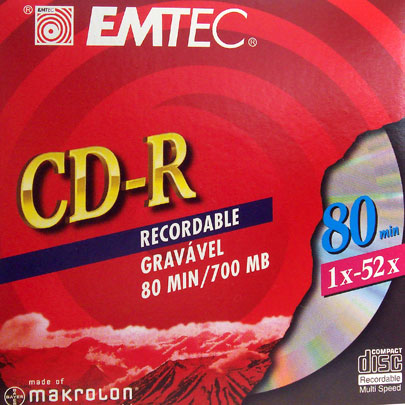 EMTEC
® EMTEC®
CD-R
RECORDABLE
GRAVÁVEL
80 MIN/700 MB
80 min
1x-52x
COMPACT
disc
Recordable
Multi Speed
made of
BAYER makrolon®